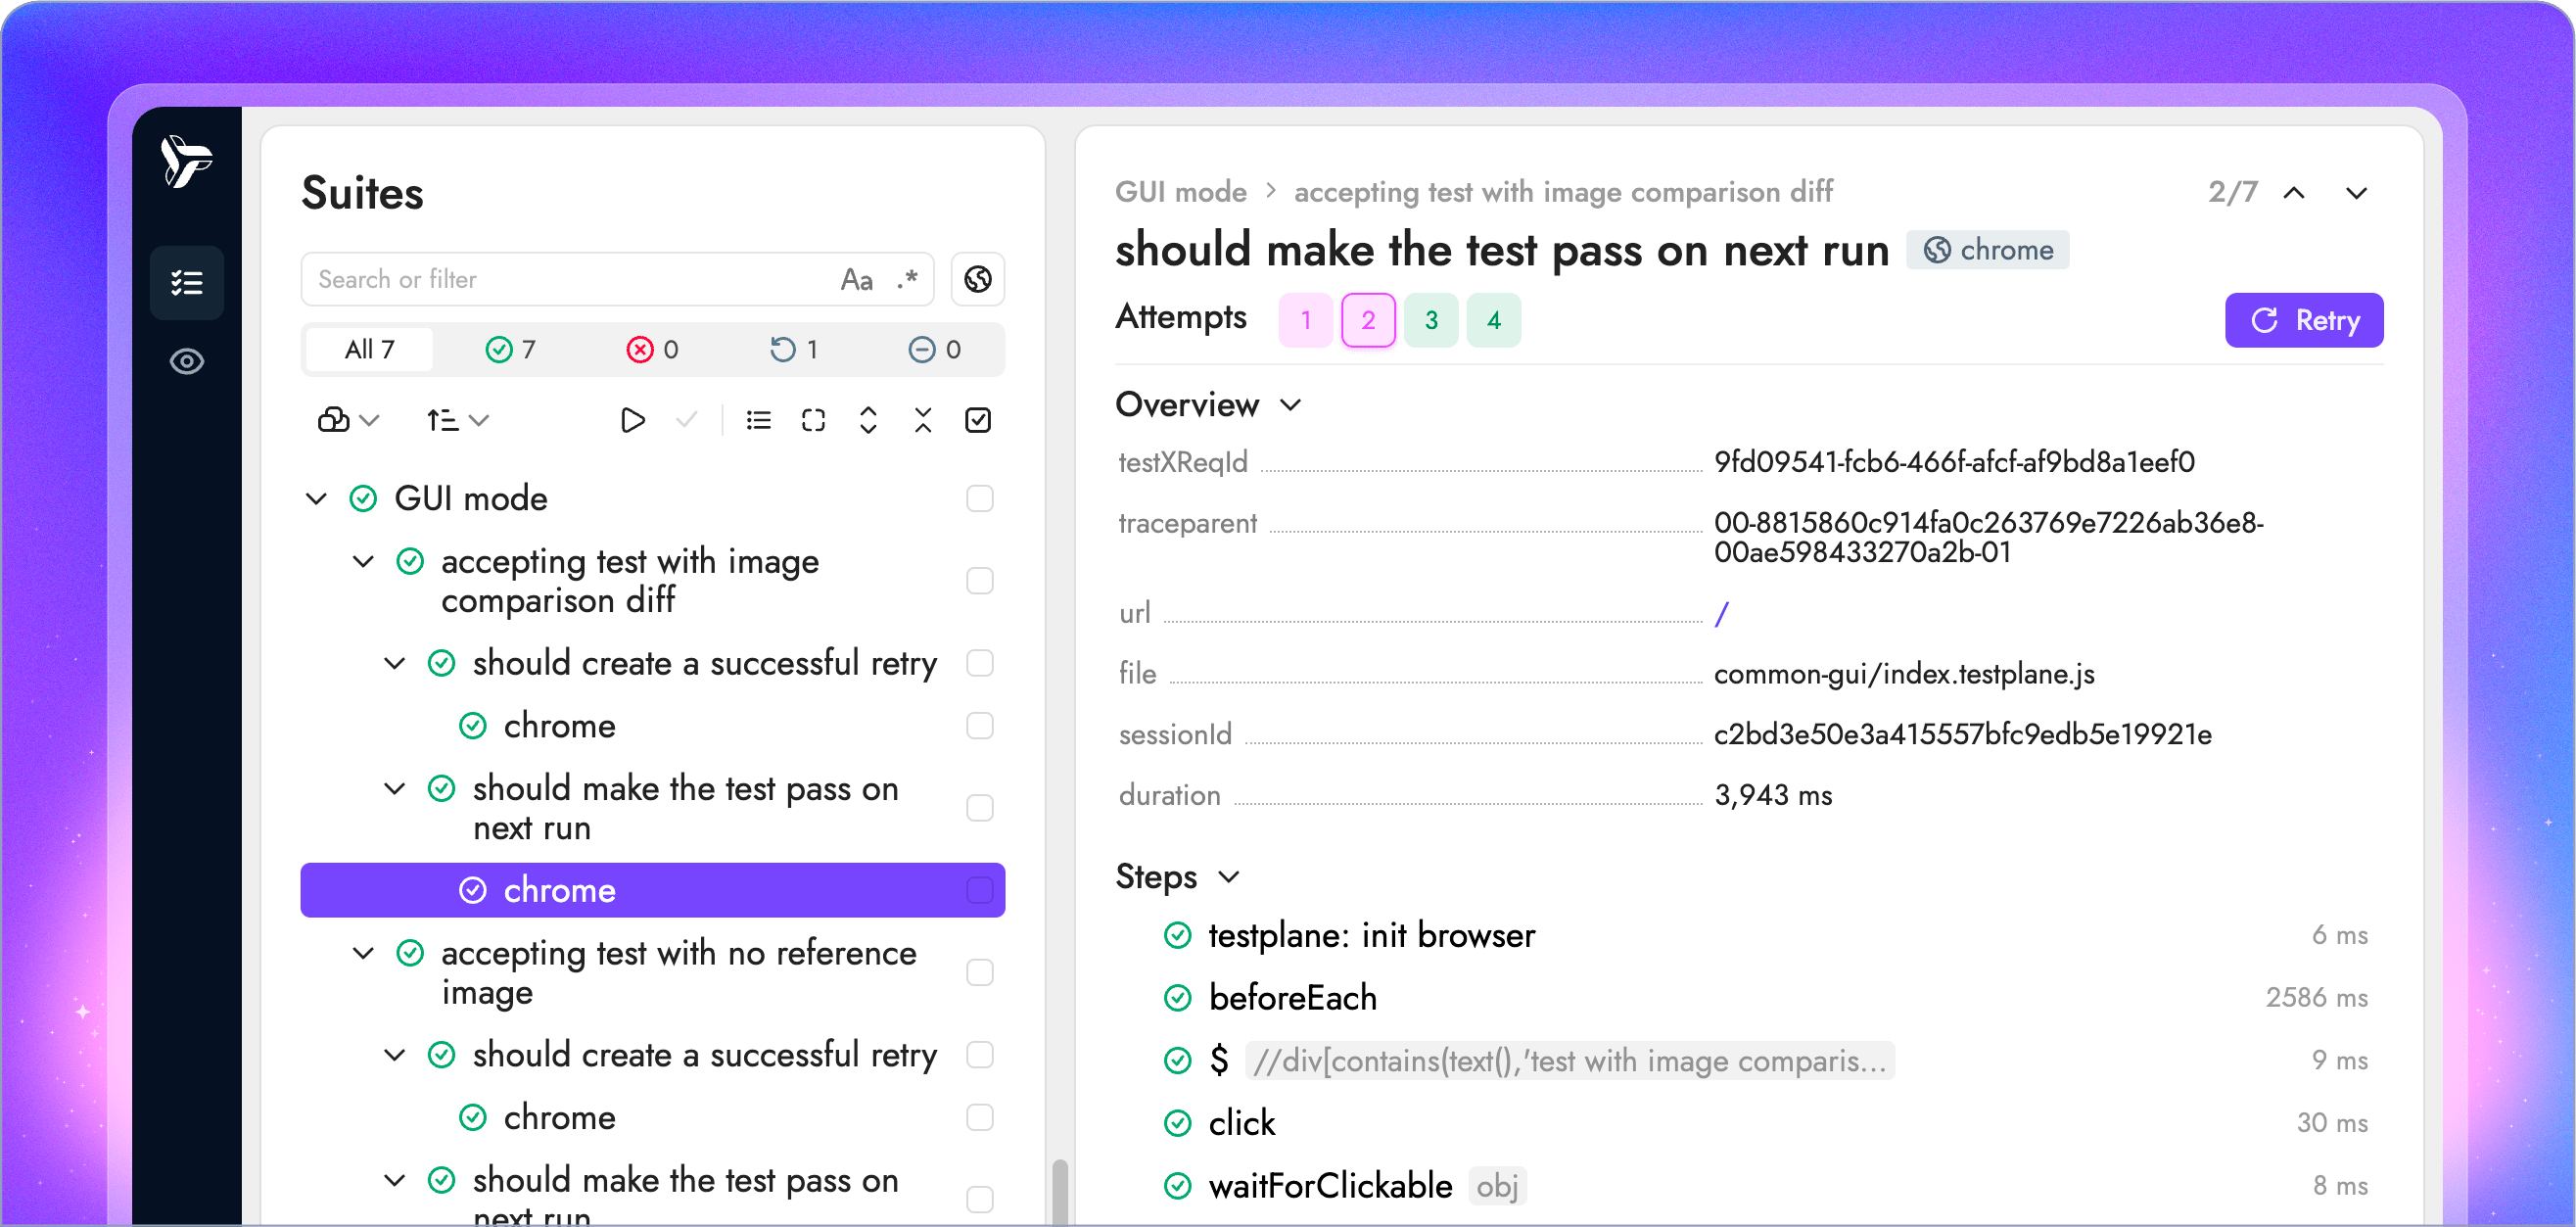 Suites
Search or filter
Aa .*
All 7
7
0
1
0
GUI mode
accepting test with image
comparison diff
should create a successful retry
chrome
should make the test pass on
next run
chrome
accepting test with no reference
image
should create a successful retry
chrome
should make the test pass on
next run
GUI mode > accepting test with image comparison diff
2/7
should make the test pass on next run
chrome
Attempts 1 2 3 4
Retry
Overview
testXReqId 9fd09541-fcb6-466f-afcf-af9bd8a1eef0
traceparent 00-8815860c914fa0c263769e7226ab36e8-
00ae598433270a2b-01
url /
file common-gui/index.testplane.js
sessionId c2bd3e50e3a415557bfc9edb5e19921e
duration 3,943 ms
Steps
testplane: init browser 6 ms
beforeEach 2586 ms
$ //div[contains(text(),'test with image comparis... 9 ms
click 30 ms
waitForClickable obj 8 ms